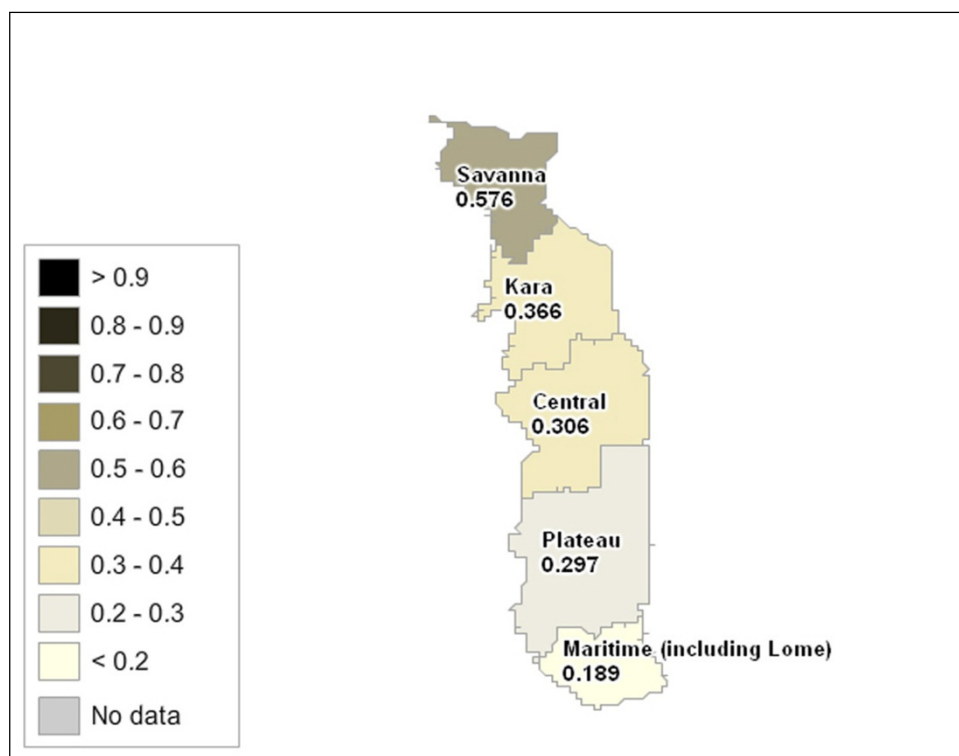 Savanna
0.576
Kara
0.366
Central
0.306
Plateau
0.297
Maritime (including Lome)
0.189
> 0.9
0.8 - 0.9
0.7 - 0.8
0.6 - 0.7
0.5 - 0.6
0.4 - 0.5
0.3 - 0.4
0.2 - 0.3
< 0.2
No data